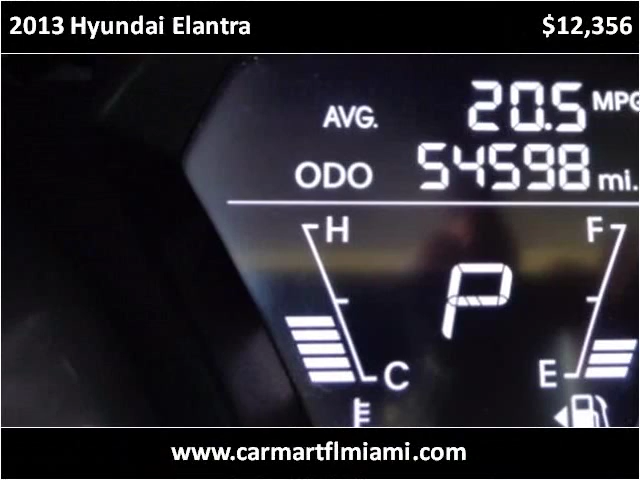 2013 Hyundai Elantra $12,356
AVG. 20.5 MPG
ODO 54598 mi.
H F
P
C E
www.carmartflmiami.com